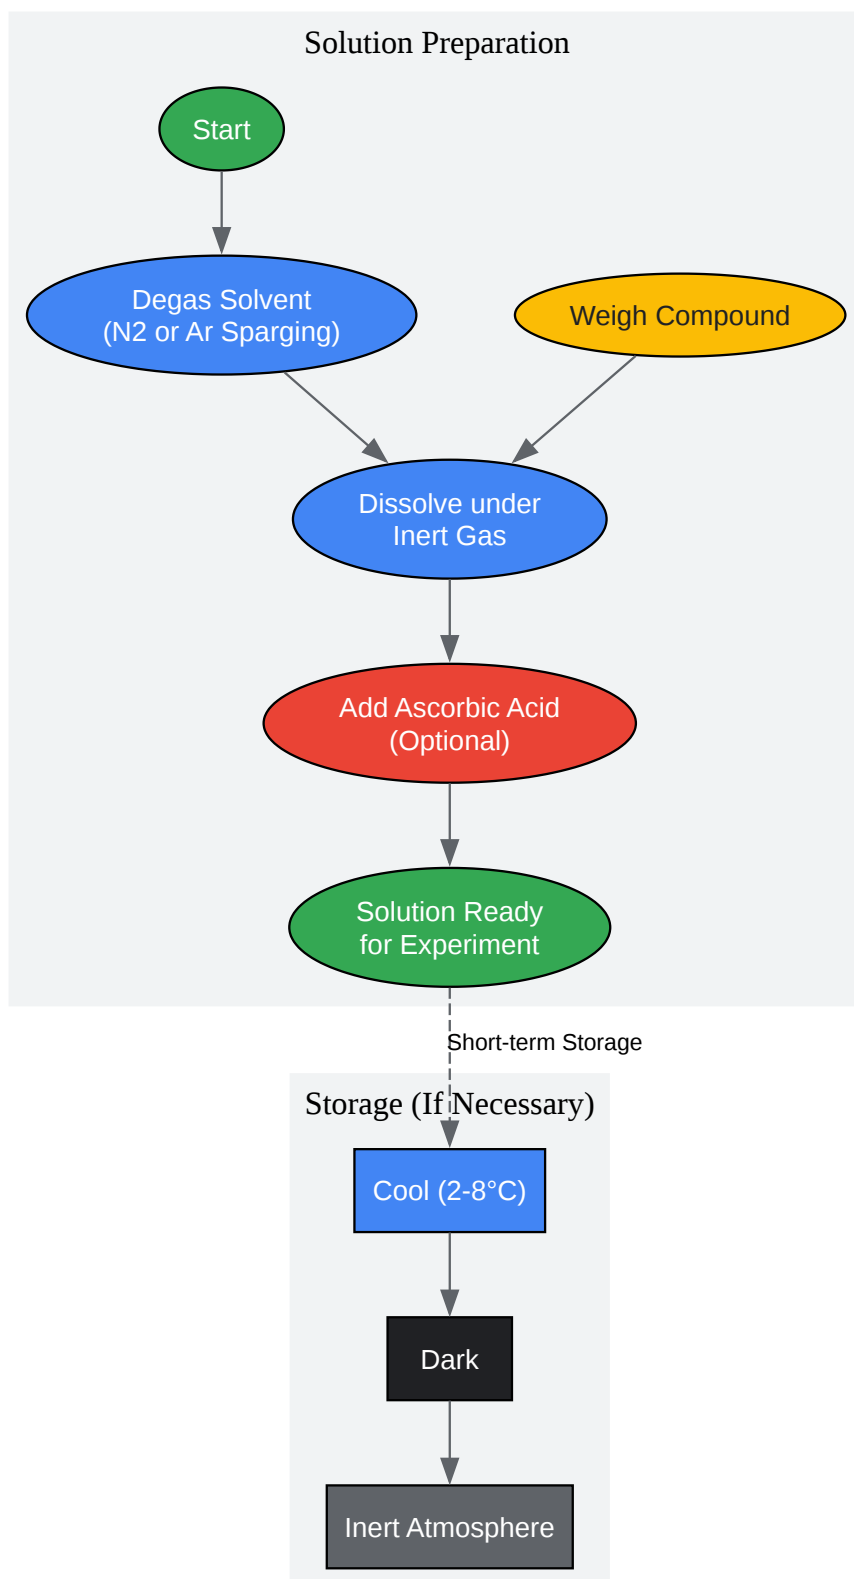 Solution Preparation
Start
Degas Solvent
(N2 or Ar Sparging)
Weigh Compound
Dissolve under
Inert Gas
Add Ascorbic Acid
(Optional)
Solution Ready
for Experiment
Short-term Storage
Storage (If Necessary)
Cool (2-8°C)
Dark
Inert Atmosphere